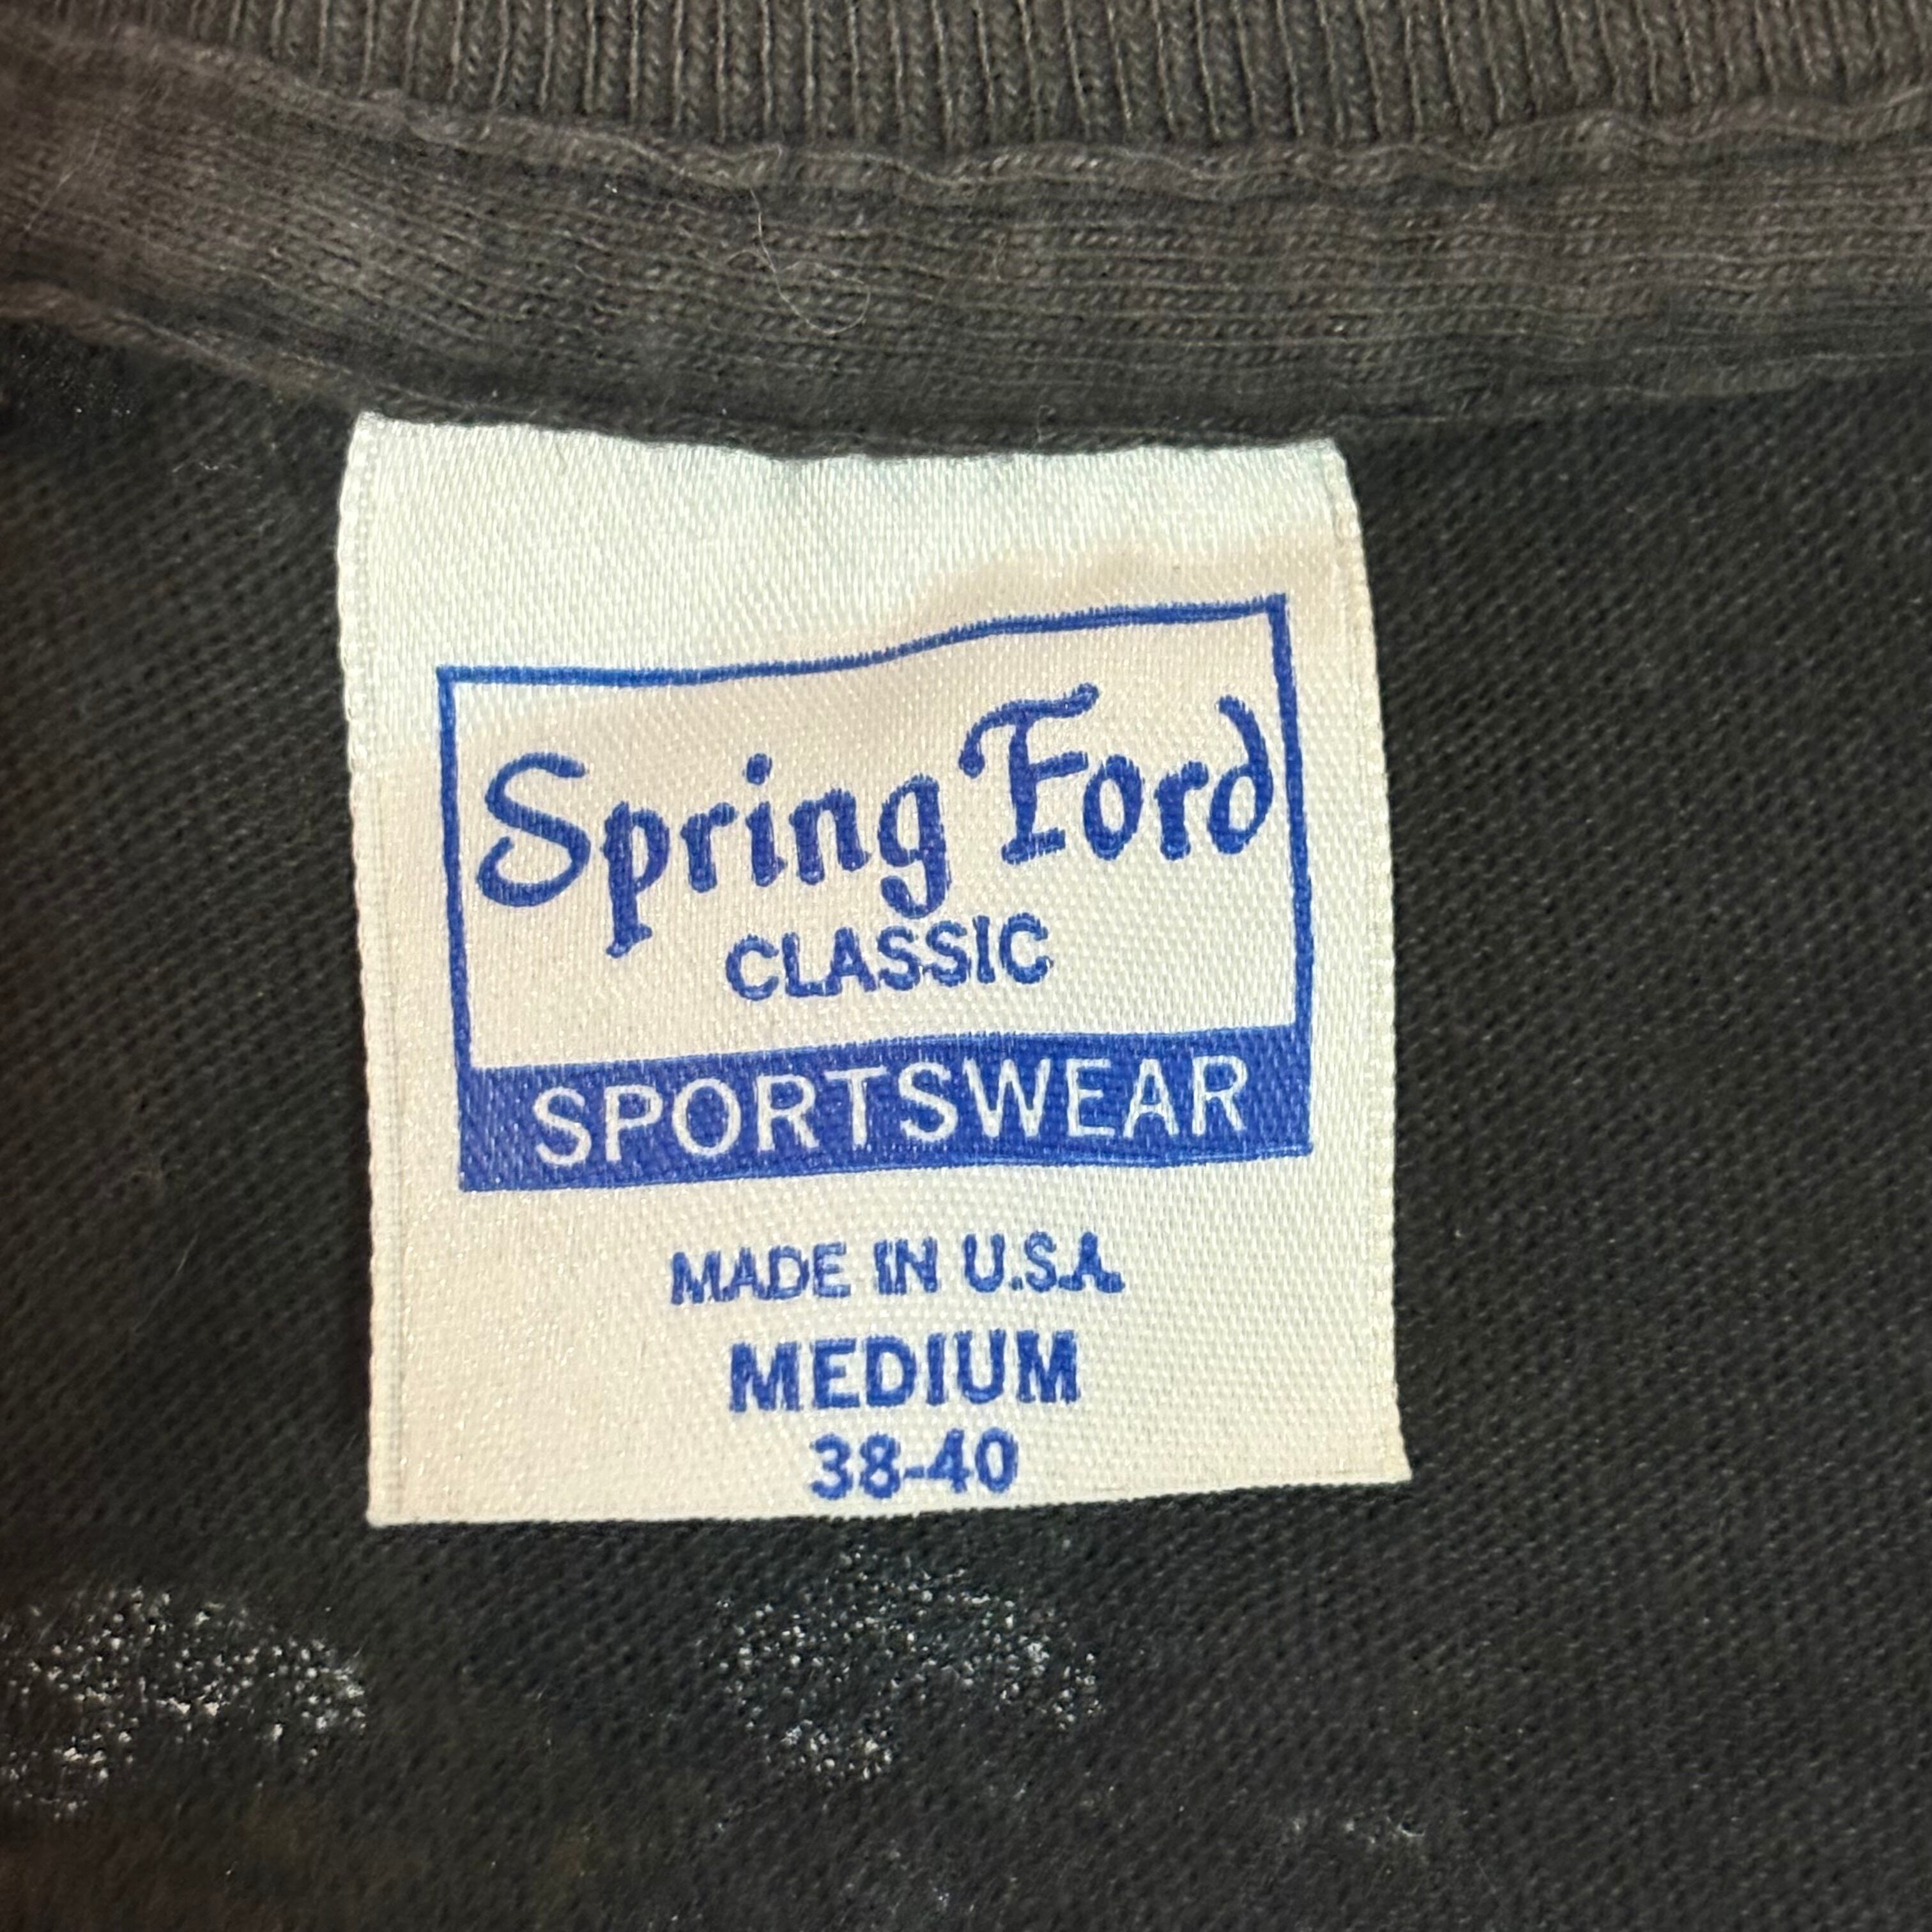 Spring Ford
CLASSIC
SPORTSWEAR
MADE IN U.S.A.
MEDIUM
38-40